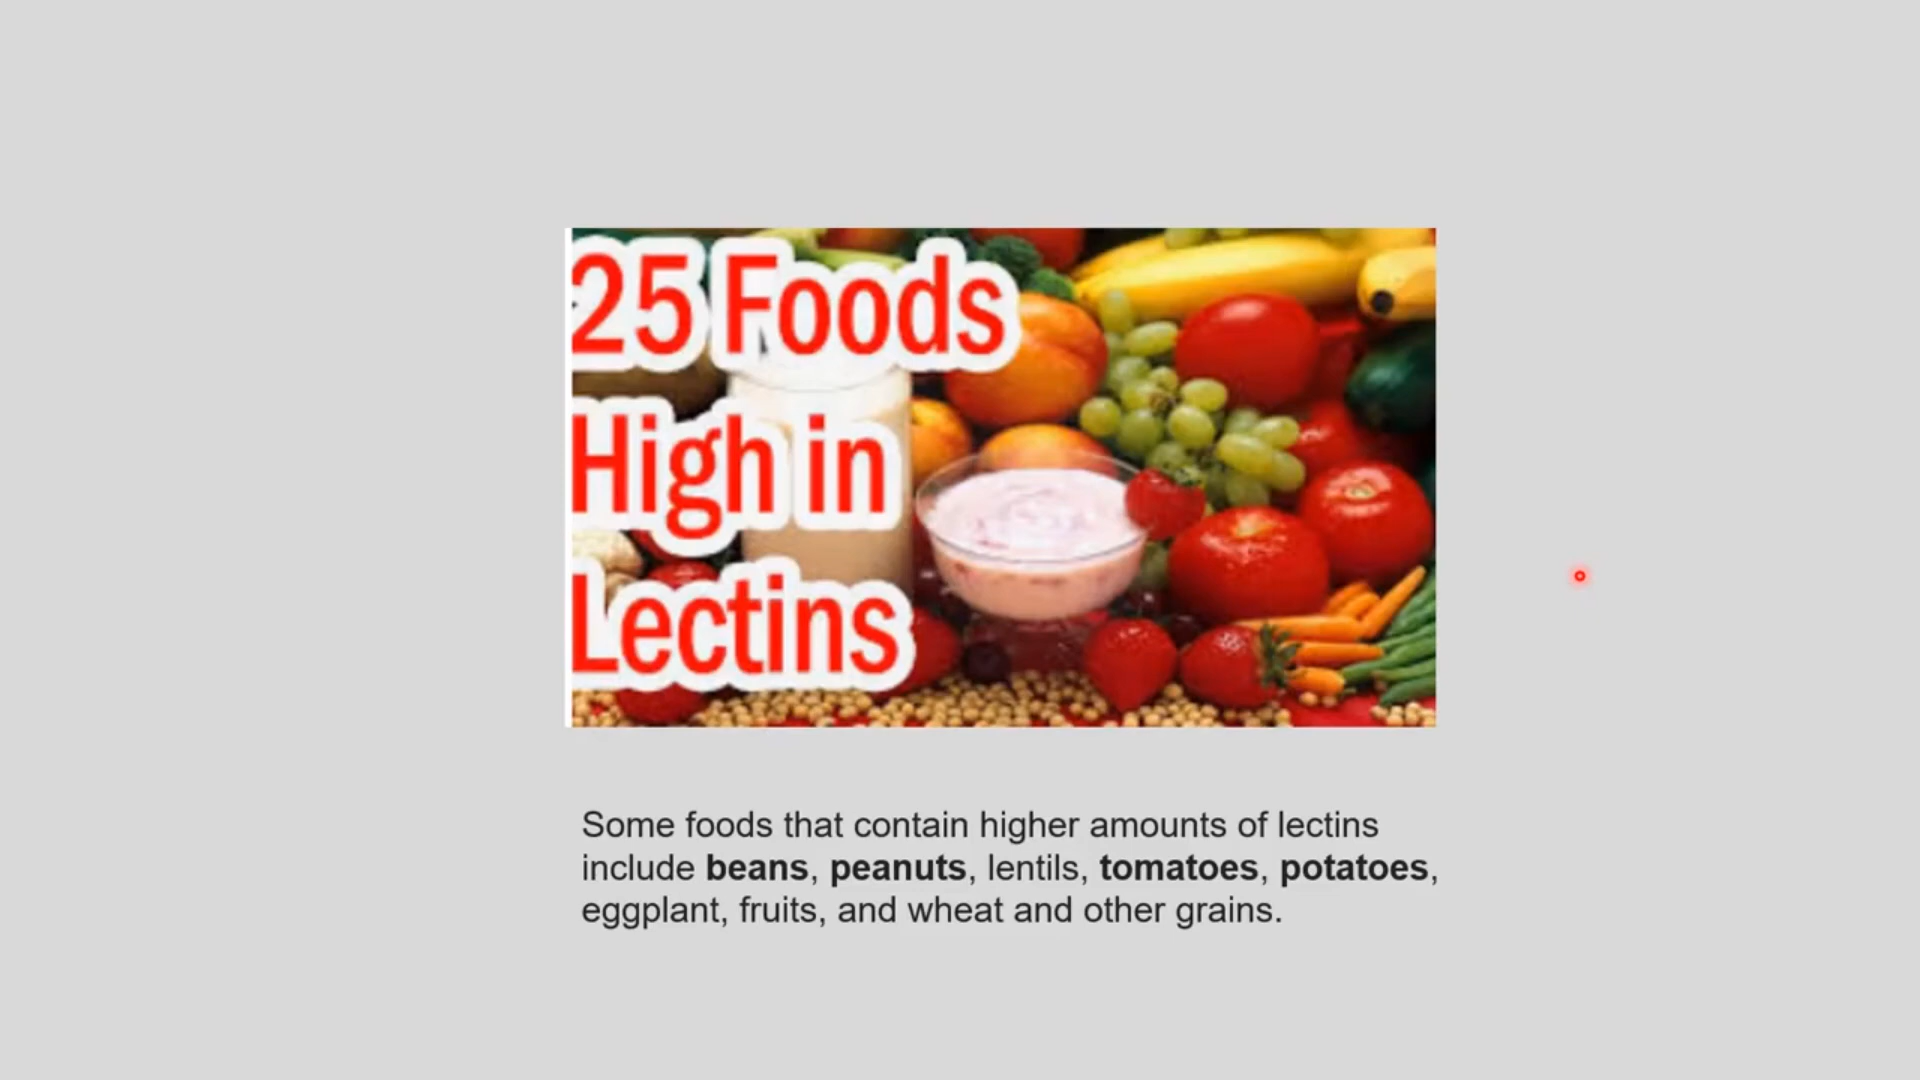 25 Foods
High in
Lectins
Some foods that contain higher amounts of lectins
include beans, peanuts, lentils, tomatoes, potatoes,
eggplant, fruits, and wheat and other grains.